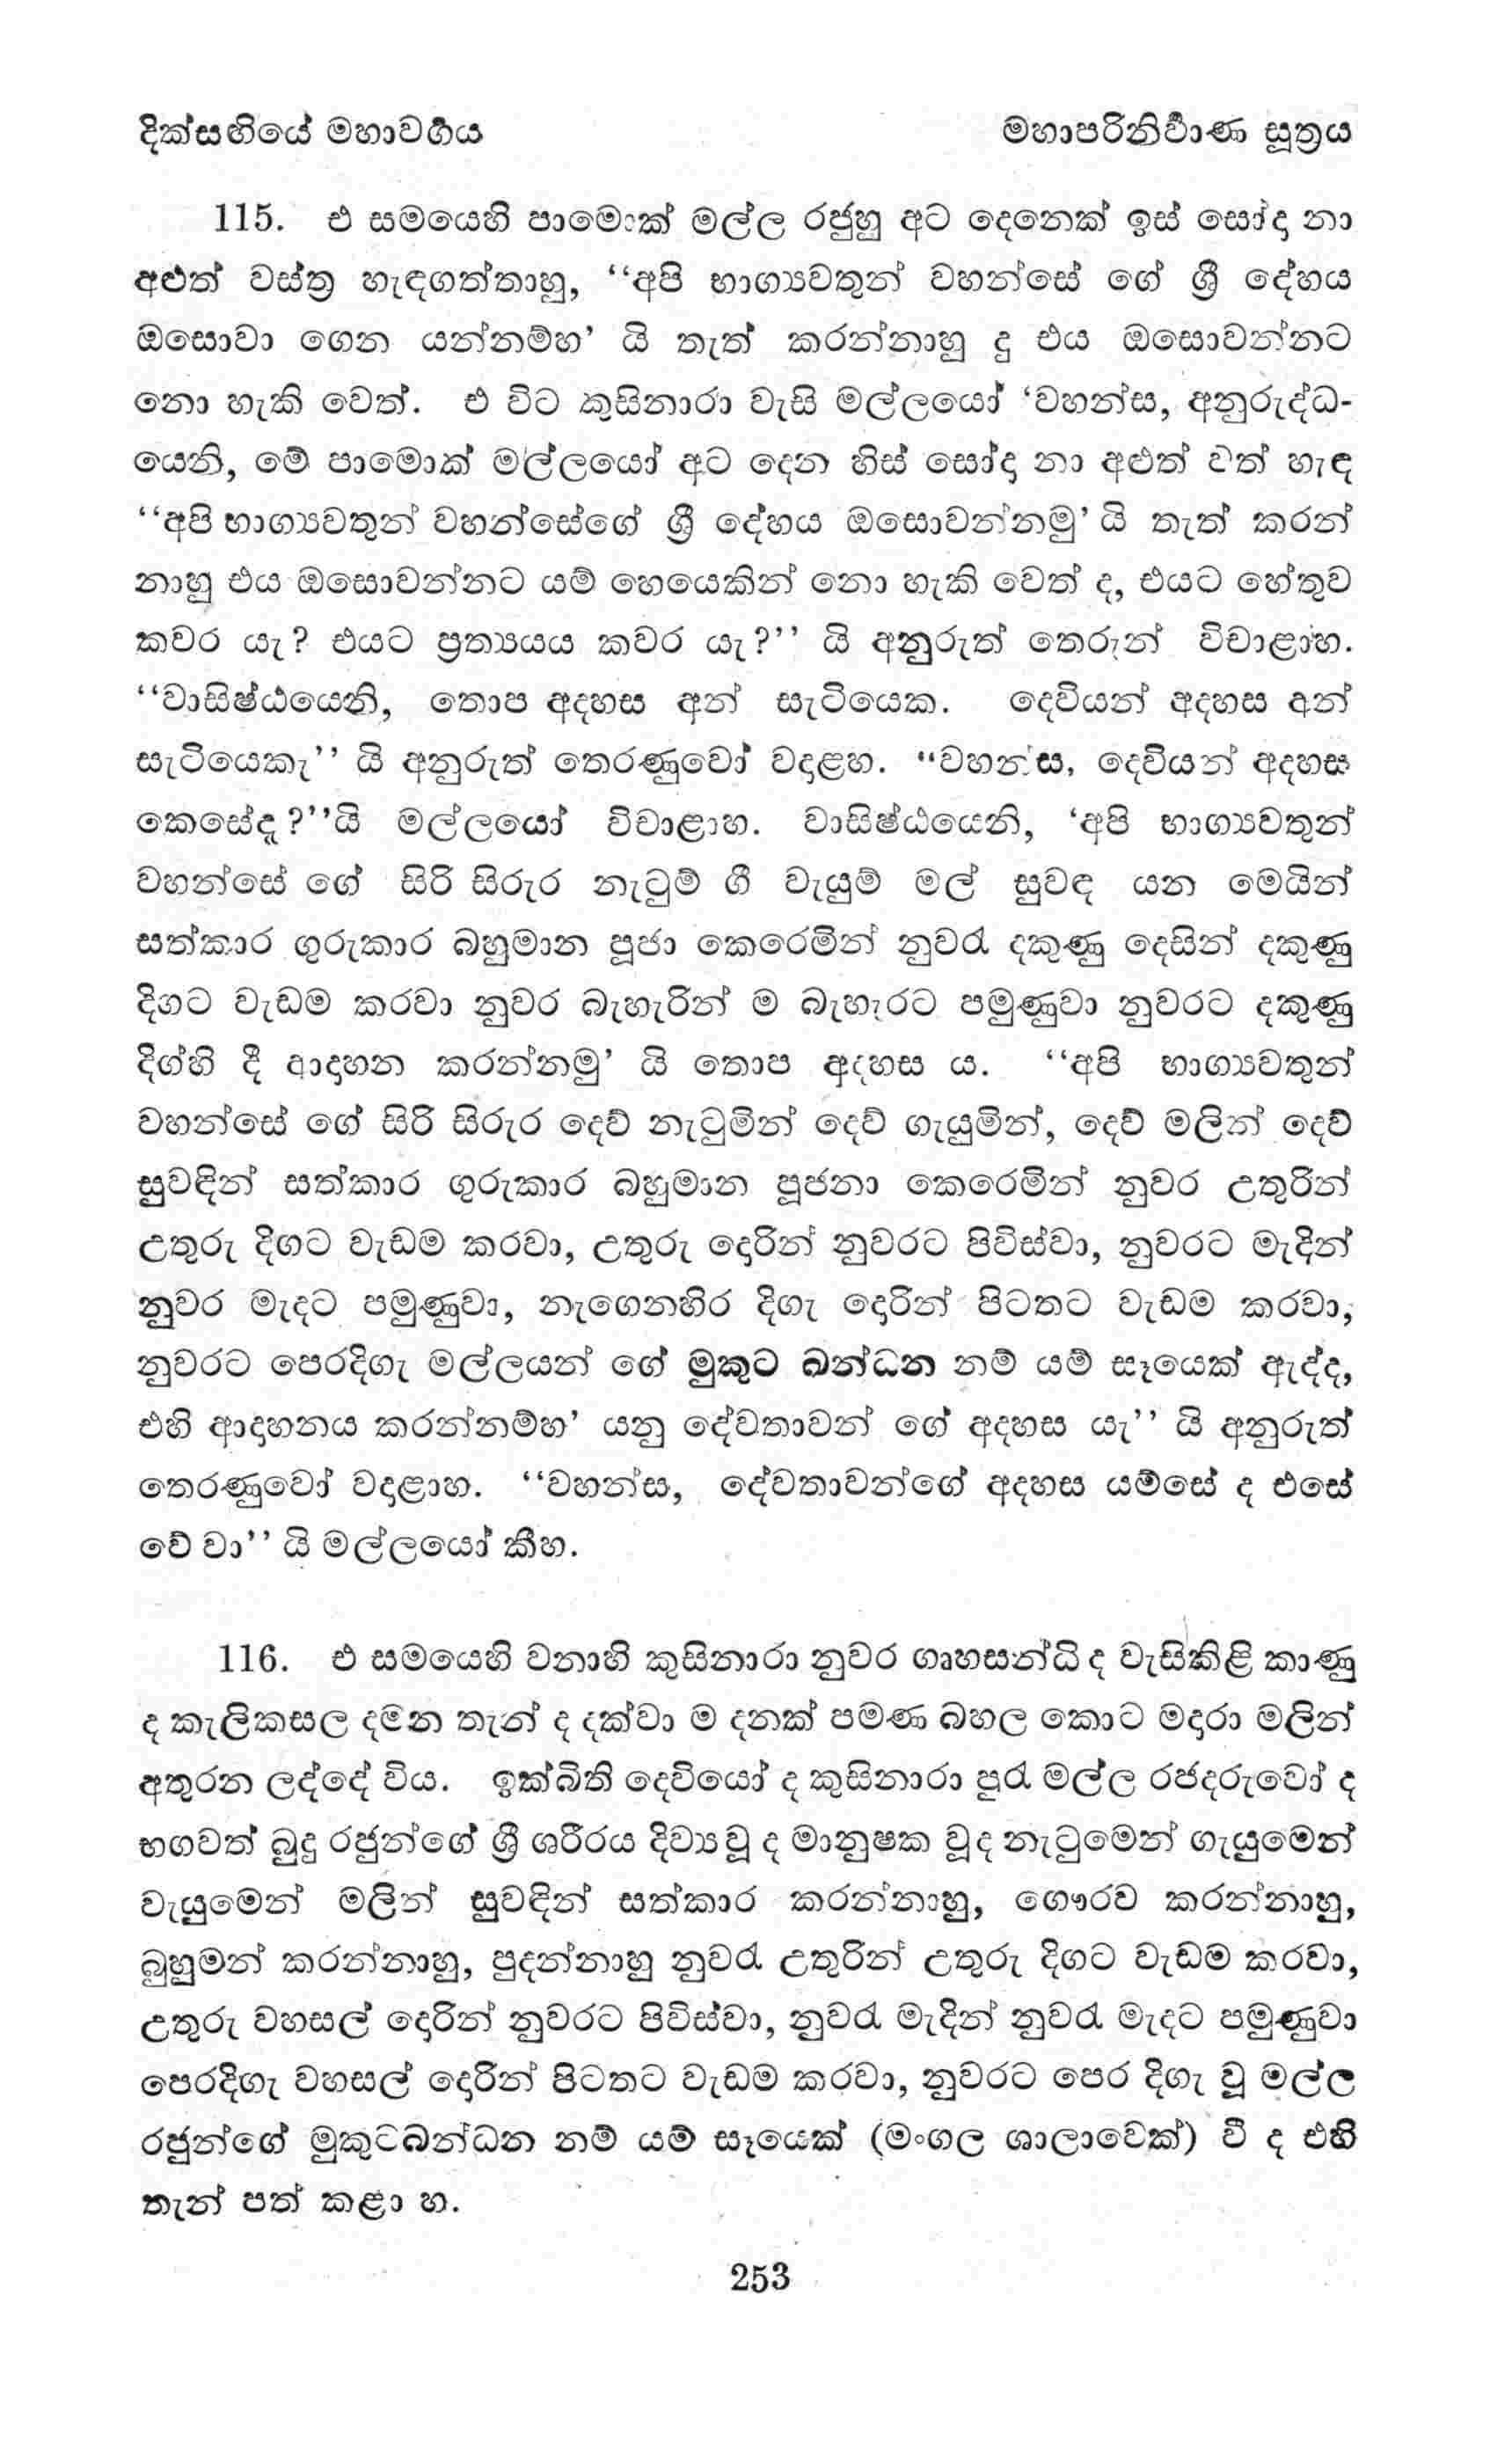 දික්සඟියේ මහාවර්‍ගය
මහාපරිනිර්‍වාණ සූත්‍රය
115. එ සමයෙහි පාමොක් මල්ල රජුහු අට දෙනෙක් ඉස් සෝදා නා
අළුත් වස්ත්‍ර හැඳගත්තාහු, “අපි භාග්‍යවතුන් වහන්සේ ගේ ශ්‍රී දේහය
ඔසොවා ගෙන යන්නම්හ’ යි තැත් කරන්නාහු දු එය ඔසොවන්නට
නො හැකි වෙත්. එ විට කුසිනාරා වැසි මල්ලයෝ ‘වහන්ස, අනුරුද්ධ-
යෙනි, මේ පාමොක් මල්ලයෝ අට දෙන හිස් සෝදා නා අළුත් වත් හැඳ
“අපි භාග්‍යවතුන් වහන්සේගේ ශ්‍රී දේහය ඔසොවන්නමු’ යි තැත් කරන්
නාහු එය ඔසොවන්නට යම් හෙයෙකින් නො හැකි වෙත් ද, එයට හේතුව
කවර යැ? එයට ප්‍රත්‍යයය කවර යැ?” යි අනුරුත් තෙරුන් විචාළාහ.
“වාසිෂ්ඨයෙනි, තොප අදහස අන් සැටියෙක. දෙවියන් අදහස අන්
සැටියෙකැ” යි අනුරුත් තෙරණුවෝ වදාළහ. “වහන්ස, දෙවියන් අදහස
කෙසේදැ?”යි මල්ලයෝ විචාළාහ. වාසිෂ්ඨයෙනි, ‘අපි භාග්‍යවතුන්
වහන්සේ ගේ සිරි සිරුර නැටුම් ගී වැයුම් මල් සුවඳ යන මෙයින්
සත්කාර ගුරුකාර බහුමාන පූජා කෙරෙමින් නුවරැ දකුණු දෙසින් දකුණු
දිගට වැඩම කරවා නුවර බැහැරින් ම බැහැරට පමුණුවා නුවරට දකුණු
දිග්හි දී ආදාහන කරන්නමු’ යි තොප අදහස ය. “අපි භාග්‍යවතුන්
වහන්සේ ගේ සිරි සිරුර දෙව් නැටුමින් දෙව් ගැයුමින්, දෙව් මලින් දෙව්
සුවඳින් සත්කාර ගුරුකාර බහුමාන පූජනා කෙරෙමින් නුවර උතුරින්
උතුරු දිගට වැඩම කරවා, උතුරු දොරින් නුවරට පිවිස්වා, නුවරට මැදින්
නුවර මැදට පමුණුවා, නැගෙනහිර දිගැ දොරින් පිටතට වැඩම කරවා,
නුවරට පෙරදිගැ මල්ලයන් ගේ මුකුට බන්ධන නම් යම් සෑයෙක් ඇද්ද,
එහි ආදාහනය කරන්නම්හ’ යනු දේවතාවන් ගේ අදහස යැ” යි අනුරුත්
තෙරණුවෝ වදාළාහ. “වහන්ස, දේවතාවන්ගේ අදහස යම්සේ ද එසේ
වේ වා” යි මල්ලයෝ කීහ.
116. එ සමයෙහි වනාහි කුසිනාරා නුවර ගෘහසන්ධි ද වැසිකිළි කාණු
ද කැලිකසල දමන තැන් ද දක්වා ම දනක් පමණ බහල කොට මදාරා මලින්
අතුරන ලද්දේ විය. ඉක්බිති දෙවියෝ ද කුසිනාරා පුරැ මල්ල රජදරුවෝ ද
භගවත් බුදු රජුන්ගේ ශ්‍රී ශරීරය දිව්‍ය වූ ද මානුෂක වූද නැටුමෙන් ගැයුමෙන්
වැයුමෙන් මලින් සුවඳින් සත්කාර කරන්නාහු, ගෞරව කරන්නාහු,
බුහුමන් කරන්නාහු, පුදන්නාහු නුවරැ උතුරින් උතුරු දිගට වැඩම කරවා,
උතුරු වහසල් දොරින් නුවරට පිවිස්වා, නුවරැ මැදින් නුවරැ මැදට පමුණුවා
පෙරදිගැ වහසල් දොරින් පිටතට වැඩම කරවා, නුවරට පෙර දිගැ වූ මල්ල
රජුන්ගේ මුකුටබන්ධන නම් යම් සෑයෙක් (මංගල ශාලාවෙක්) වී ද එහි
තැන් පත් කළා හ.
253